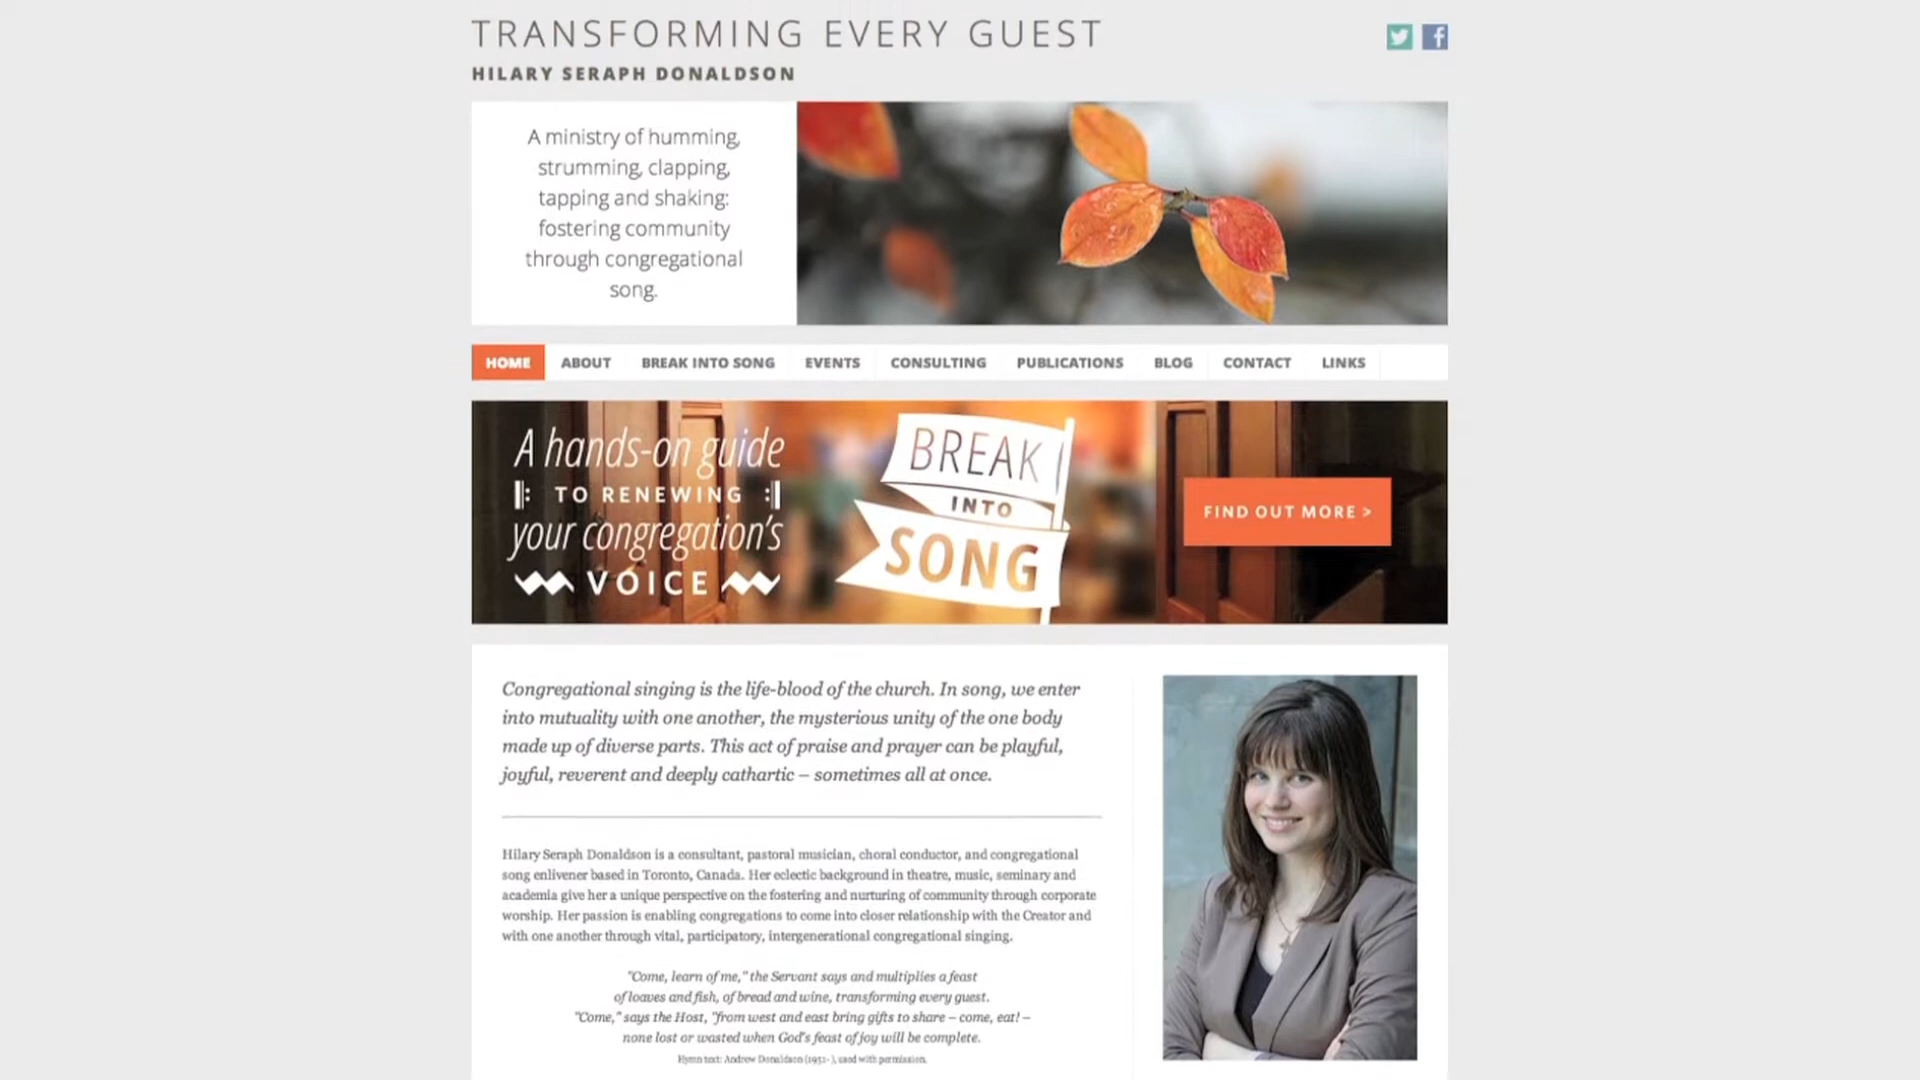 TRANSFORMING EVERY GUEST
HILARY SERAPH DONALDSON
A ministry of humming,
strumming, clapping,
tapping and shaking:
fostering community
through congregational
song.
HOME ABOUT BREAK INTO SONG EVENTS CONSULTING PUBLICATIONS BLOG CONTACT LINKS
A hands-on guide
TO RENEWING
your congregation's
VOICE
BREAK
INTO
SONG
FIND OUT MORE >
Congregational singing is the life-blood of the church. In song, we enter
into mutuality with one another, the mysterious unity of the one body
made up of diverse parts. This act of praise and prayer can be playful,
joyful, reverent and deeply cathartic – sometimes all at once.
Hilary Seraph Donaldson is a consultant, pastoral musician, choral conductor, and congregational
song enlivener based in Toronto, Canada. Her eclectic background in theatre, music, seminary and
academia give her a unique perspective on the fostering and nurturing of community through corporate
worship. Her passion is enabling congregations to come into closer relationship with the Creator and
with one another through vital, participatory, intergenerational congregational singing.
"Come, learn of me," the Servant says and multiplies a feast
of loaves and fish, of bread and wine, transforming every guest.
"Come," says the Host, "from west and east bring gifts to share – come, eat! –
none lost or wasted when God's feast of joy will be complete.
Hymn text: Andrew Donaldson (1951- ), used with permission.